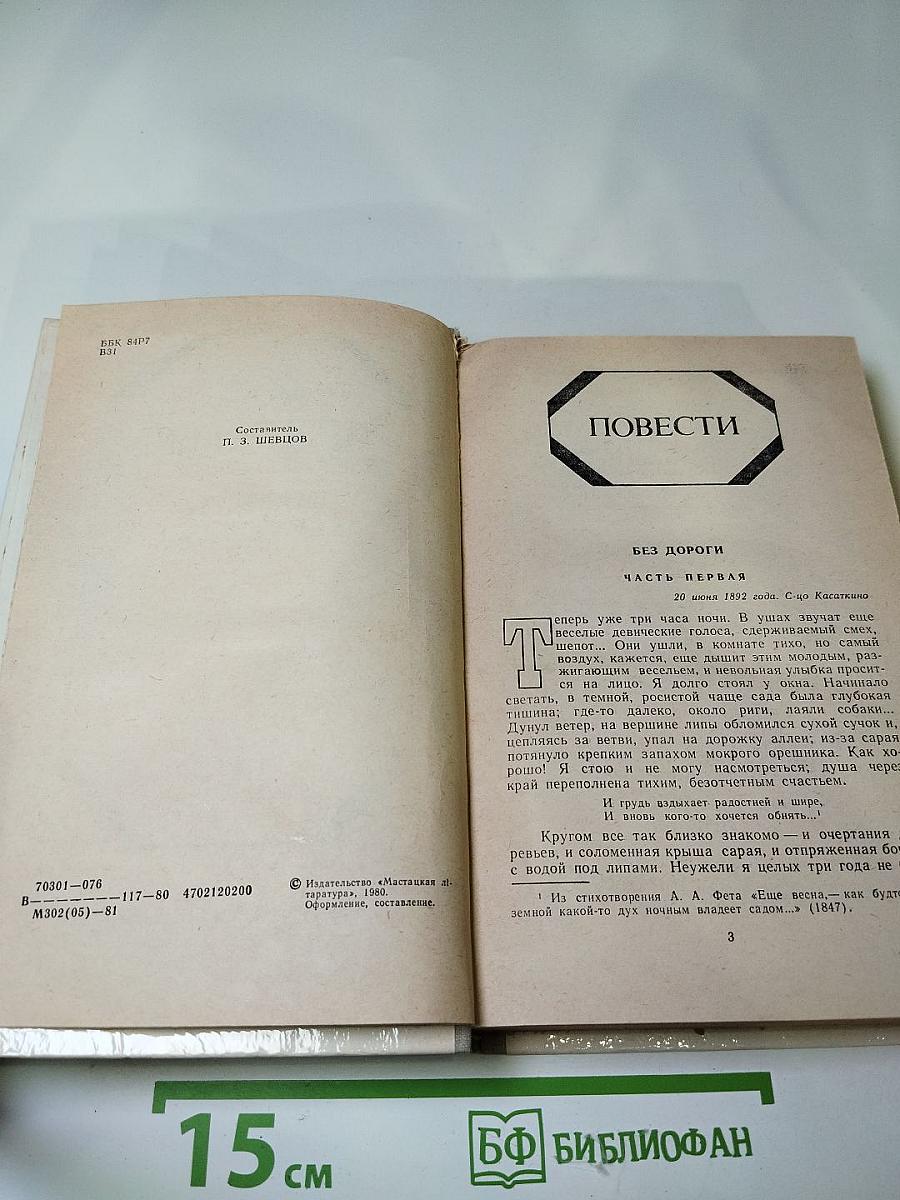 ББК 84Р7
В31
Составитель
П. З. ШЕВЦОВ
70301—076
В————————117—80 4702120200
М302(05)—81
© Издательство «Мастацкая лі-
таратура», 1980.
Оформление, составление.
ПОВЕСТИ
БЕЗ ДОРОГИ
ЧАСТЬ ПЕРВАЯ
20 июня 1892 года. С-цо Касаткино
Теперь уже три часа ночи. В ушах звучат еще
веселые девические голоса, сдерживаемый смех,
шепот... Они ушли, в комнате тихо, но самый
воздух, кажется, еще дышит этим молодым, раз-
жигающим весельем, и невольная улыбка просит-
ся на лицо. Я долго стоял у окна. Начинало
светать, в темной, росистой чаще сада была глубокая
тишина; где-то далеко, около риги, лаяли собаки...
Дунул ветер, на вершине липы обломился сухой сучок и,
цепляясь за ветви, упал на дорожку аллеи; из-за сарая
потянуло крепким запахом мокрого орешника. Как хо-
рошо! Я стою и не могу насмотреться; душа через
край переполнена тихим, безотчетным счастьем.
И грудь вздыхает радостней и шире,
И вновь кого-то хочется обнять...¹
Кругом все так близко знакомо — и очертания
ревьев, и соломенная крыша сарая, и отпряженная
с водой под липами. Неужели я целых три года не
¹ Из стихотворения А. А. Фета «Еще весна,— как будто
земной какой-то дух ночным владеет садом...» (1847).
3
15 см
БФ БИБЛИОФАН